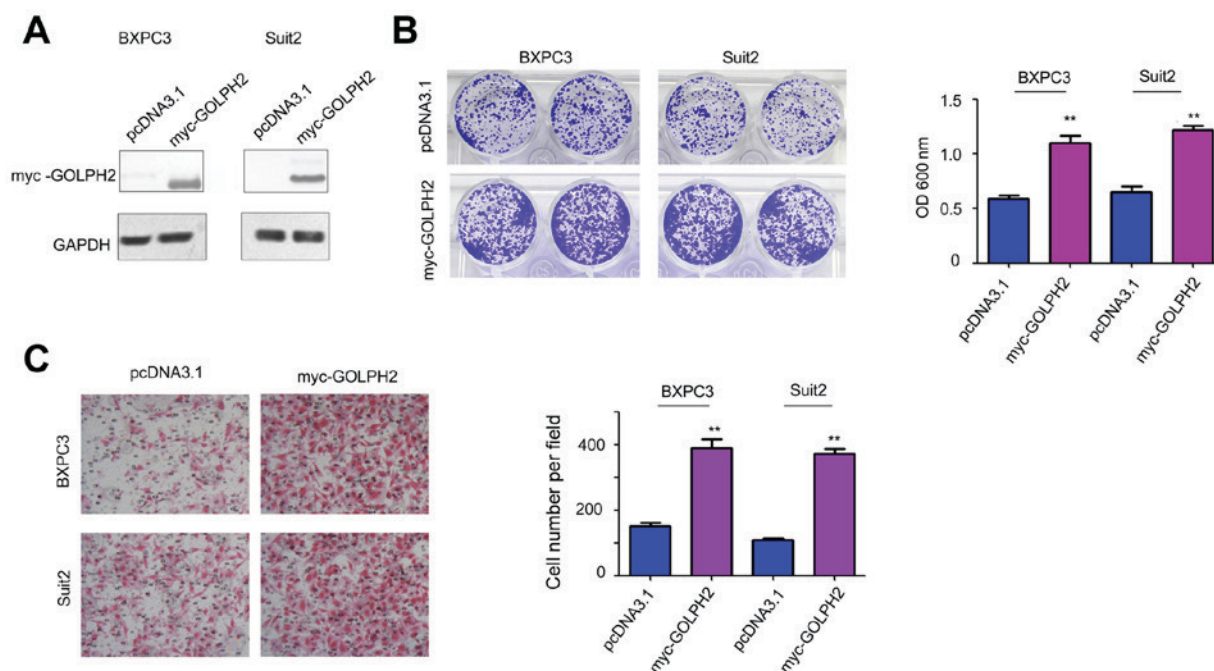 A
BXPC3
Suit2
pcDNA3.1
myc-GOLPH2
pcDNA3.1
myc-GOLPH2
myc -GOLPH2
GAPDH
B
BXPC3
Suit2
pcDNA3.1
myc-GOLPH2
BXPC3
Suit2
OD 600 nm
1.5
1.0
0.5
0
**
**
pcDNA3.1
myc-GOLPH2
pcDNA3.1
myc-GOLPH2
C
pcDNA3.1
myc-GOLPH2
BXPC3
Suit2
BXPC3
Suit2
Cell number per field
400
200
0
**
**
pcDNA3.1
myc-GOLPH2
pcDNA3.1
myc-GOLPH2